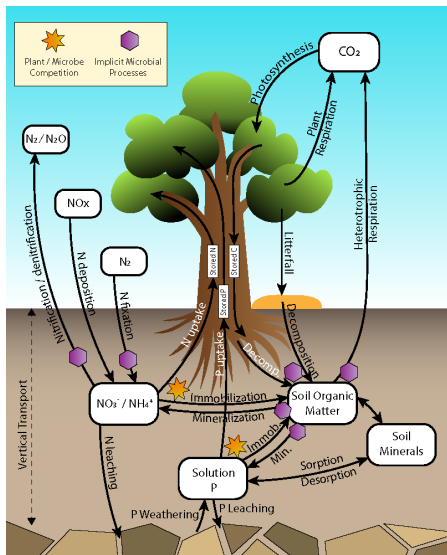 Plant / Microbe
Competition
Implicit Microbial
Processes
CO₂
Photosynthesis
Plant
Respiration
Heterotrophic
Respiration
N₂/ N₂O
NOx
N₂
Nitrification / denitrification
N deposition
N fixation
Stored N
Stored C
Stored P
Litterfall
N uptake
P uptake
Decomp.
Decomposition
Vertical Transport
NO₃⁻/ NH₄⁺
Immobilization
Mineralization
Soil Organic
Matter
Immob.
Min.
Soil
Minerals
Solution
P
Sorption
Desorption
N leaching
P Weathering
P Leaching